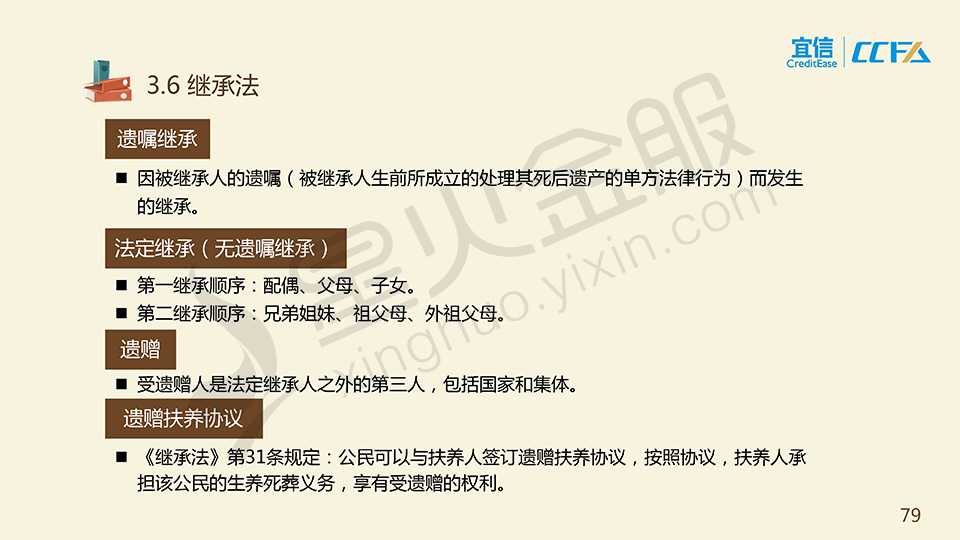 宜信
CreditEase
CCFA
3.6 继承法
遗嘱继承
■ 因被继承人的遗嘱（被继承人生前所成立的处理其死后遗产的单方法律行为）而发生
的继承。
法定继承（无遗嘱继承）
■ 第一继承顺序：配偶、父母、子女。
■ 第二继承顺序：兄弟姐妹、祖父母、外祖父母。
遗赠
■ 受遗赠人是法定继承人之外的第三人，包括国家和集体。
遗赠扶养协议
■ 《继承法》第31条规定：公民可以与扶养人签订遗赠扶养协议，按照协议，扶养人承
担该公民的生养死葬义务，享有受遗赠的权利。
星火金服
xinghuo.yixin.com
79